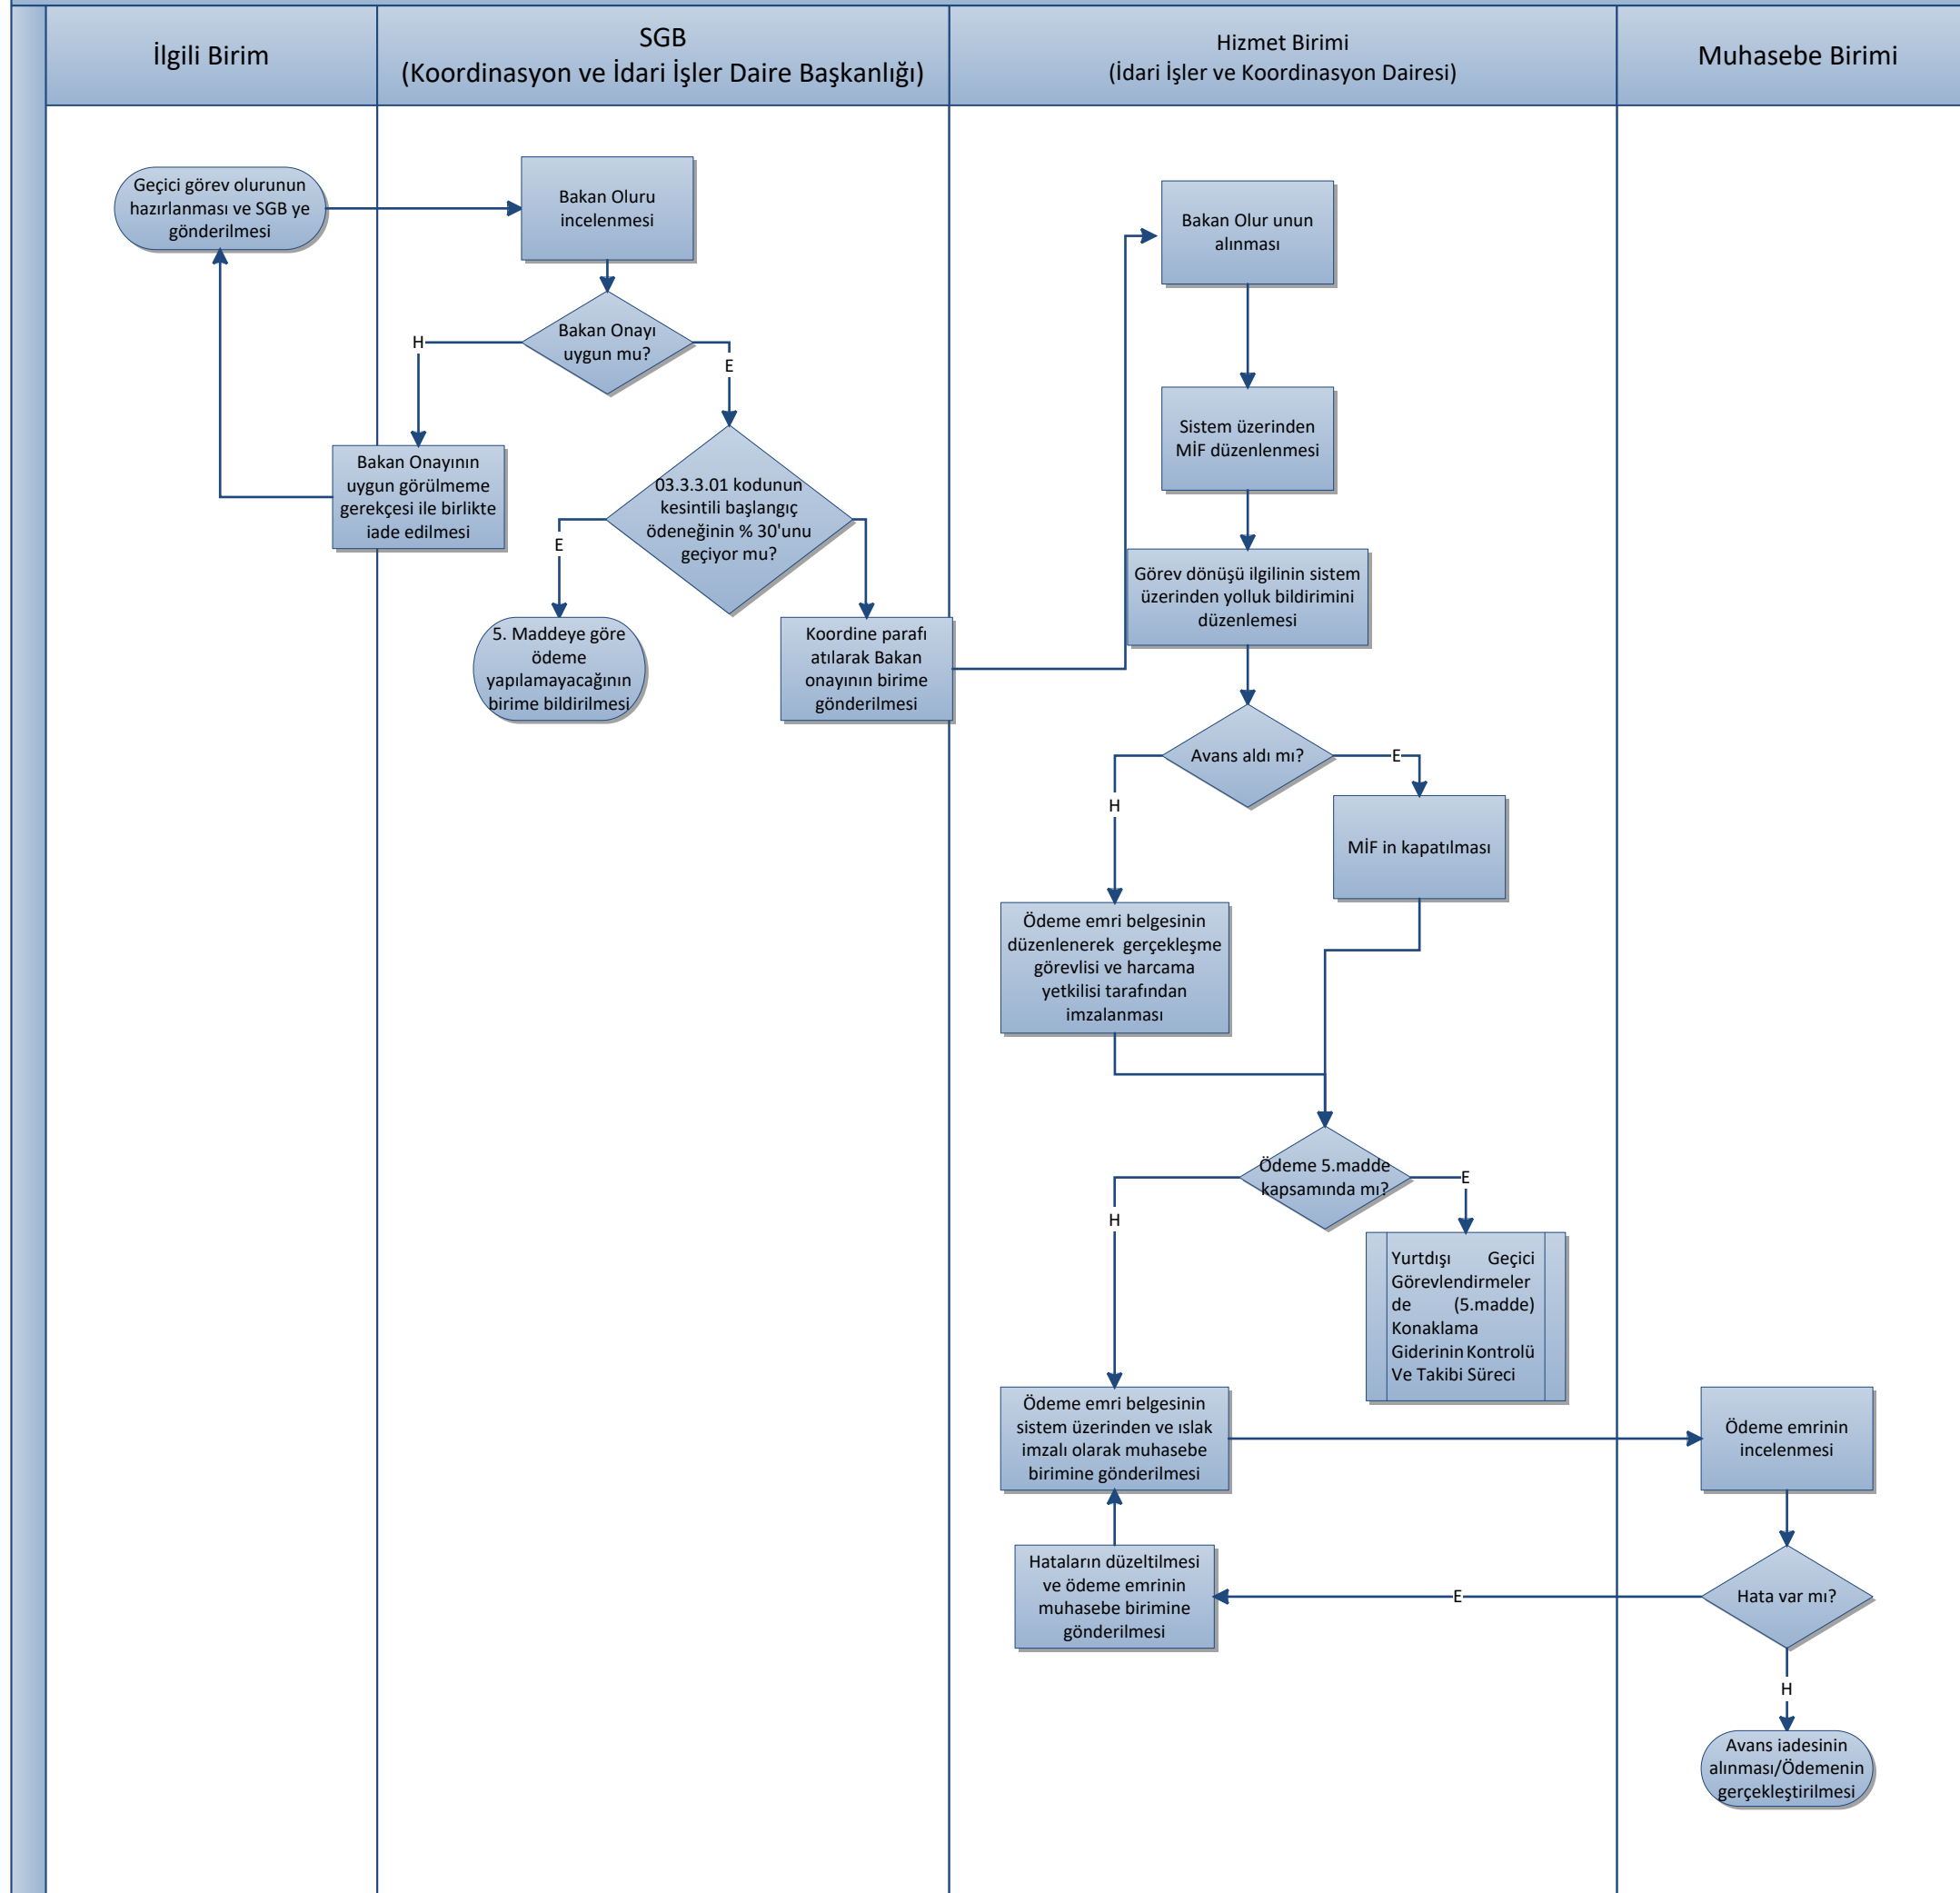 İlgili Birim
SGB
(Koordinasyon ve İdari İşler Daire Başkanlığı)
Hizmet Birimi
(İdari İşler ve Koordinasyon Dairesi)
Muhasebe Birimi
Geçici görev olurunun
hazırlanması ve SGB ye
gönderilmesi
Bakan Oluru
incelenmesi
Bakan Onayı
uygun mu?
H
E
Bakan Onayının
uygun görülmeme
gerekçesi ile birlikte
iade edilmesi
03.3.3.01 kodunun
kesintili başlangıç
ödeneğinin % 30'unu
geçiyor mu?
E
5. Maddeye göre
ödeme
yapılamayacağının
birime bildirilmesi
Koordine parafı
atılarak Bakan
onayının birime
gönderilmesi
Bakan Olur unun
alınması
Sistem üzerinden
MİF düzenlenmesi
Görev dönüşü ilgilinin sistem
üzerinden yolluk bildirimini
düzenlemesi
Avans aldı mı?
E
H
MİF in kapatılması
Ödeme emri belgesinin
düzenlenerek gerçekleşme
görevlisi ve harcama
yetkilisi tarafından
imzalanması
Ödeme 5.madde
kapsamında mı?
E
H
Yurtdışı Geçici
Görevlendirmeler
de (5.madde)
Konaklama
Giderinin Kontrolü
Ve Takibi Süreci
Ödeme emri belgesinin
sistem üzerinden ve ıslak
imzalı olarak muhasebe
birimine gönderilmesi
Ödeme emrinin
incelenmesi
Hataların düzeltilmesi
ve ödeme emrinin
muhasebe birimine
gönderilmesi
E
Hata var mı?
H
Avans iadesinin
alınması/Ödemenin
gerçekleştirilmesi